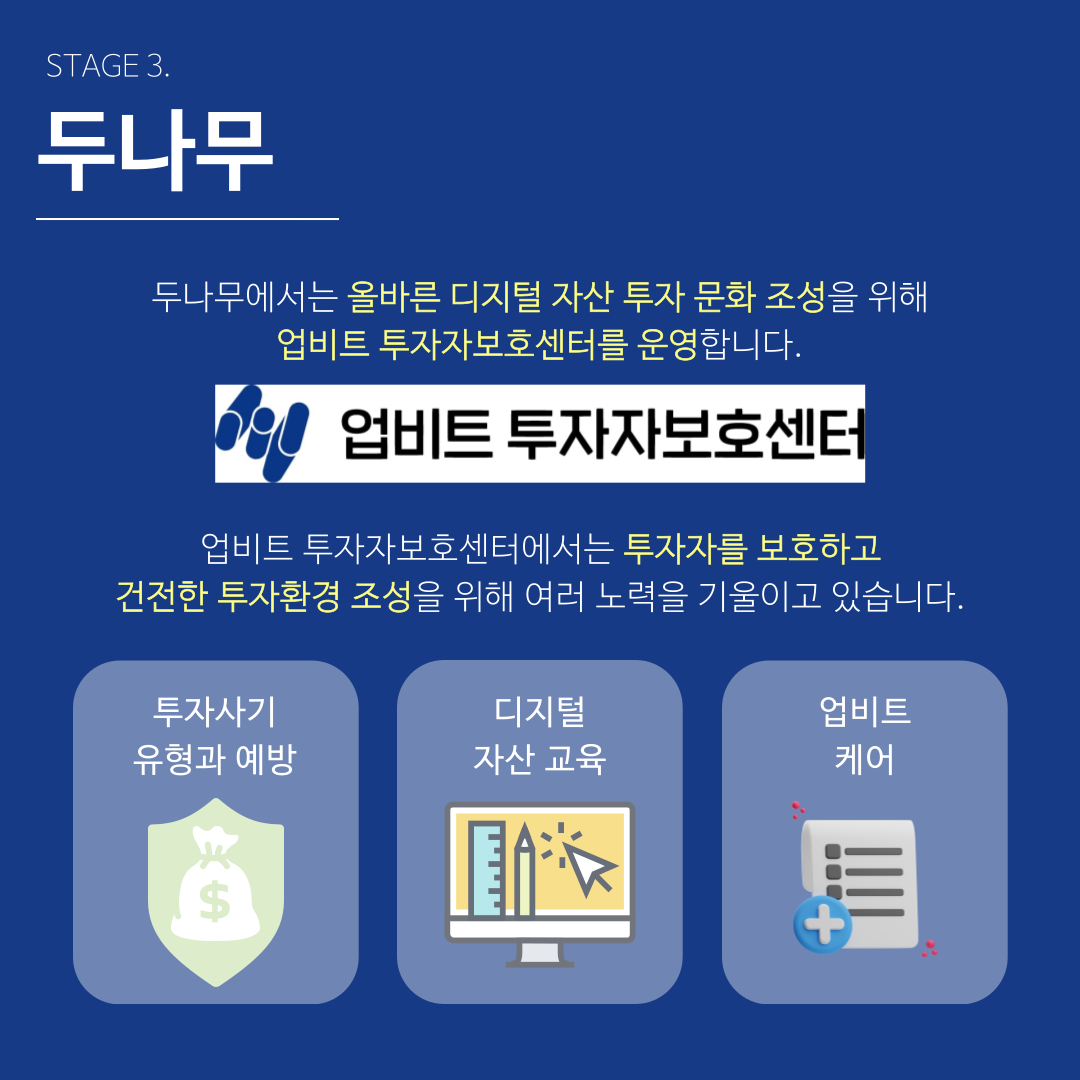 STAGE 3.
두나무
두나무에서는 올바른 디지털 자산 투자 문화 조성을 위해
업비트 투자자보호센터를 운영합니다.
업비트 투자자보호센터
업비트 투자자보호센터에서는 투자자를 보호하고
건전한 투자환경 조성을 위해 여러 노력을 기울이고 있습니다.
투자사기
유형과 예방
디지털
자산 교육
업비트
케어
$